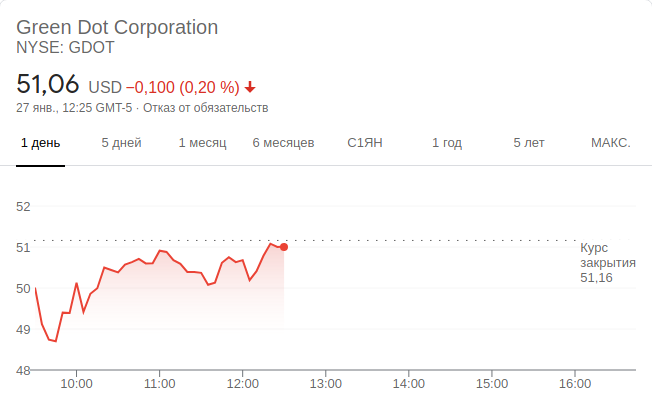 Green Dot Corporation
NYSE: GDOT
51,06 USD −0,100 (0,20 %)
27 янв., 12:25 GMT-5 · Отказ от обязательств
1 день 5 дней 1 месяц 6 месяцев С1ЯН 1 год 5 лет МАКС.
52
51
Курс
закрытия
51,16
50
49
48
10:00 11:00 12:00 13:00 14:00 15:00 16:00